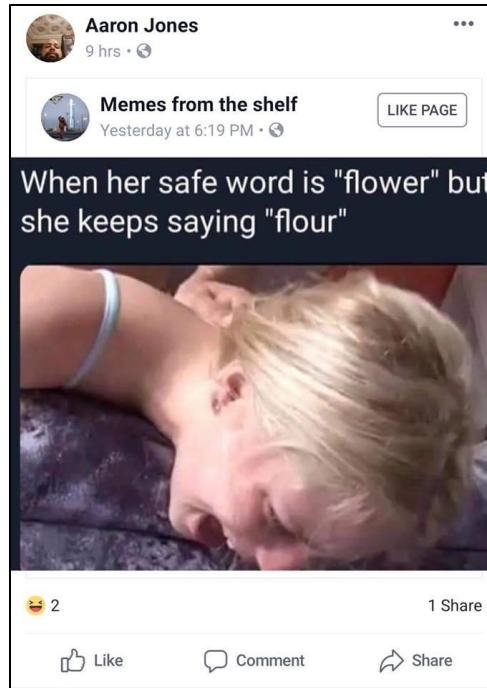 Aaron Jones
9 hrs
Memes from the shelf
LIKE PAGE
Yesterday at 6:19 PM
When her safe word is "flower" but
she keeps saying "flour"
2
1 Share
Like
Comment
Share